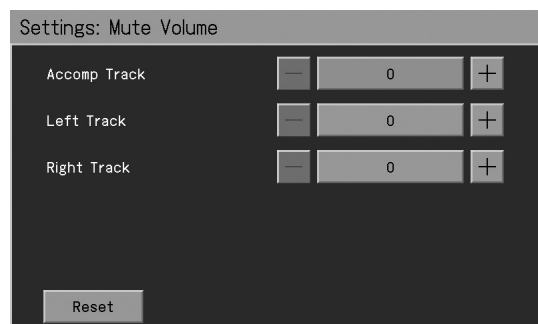 Settings: Mute Volume
Accomp Track — 0 +
Left Track — 0 +
Right Track — 0 +
Reset